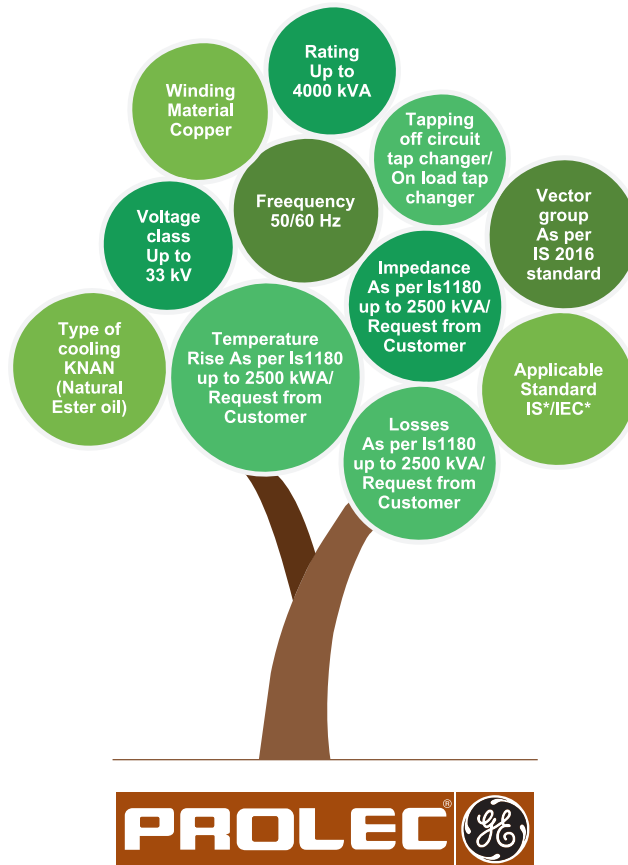 Rating
Up to
4000 kVA
Winding
Material
Copper
Tapping
off circuit
tap changer/
On load tap
changer
Freequency
50/60 Hz
Vector
group
As per
IS 2016
standard
Voltage
class
Up to
33 kV
Impedance
As per Is1180
up to 2500 kVA/
Request from
Customer
Type of
cooling
KNAN
(Natural
Ester oil)
Temperature
Rise As per Is1180
up to 2500 kWA/
Request from
Customer
Applicable
Standard
IS*/IEC*
Losses
As per Is1180
up to 2500 kVA/
Request from
Customer
PROLEC® GE